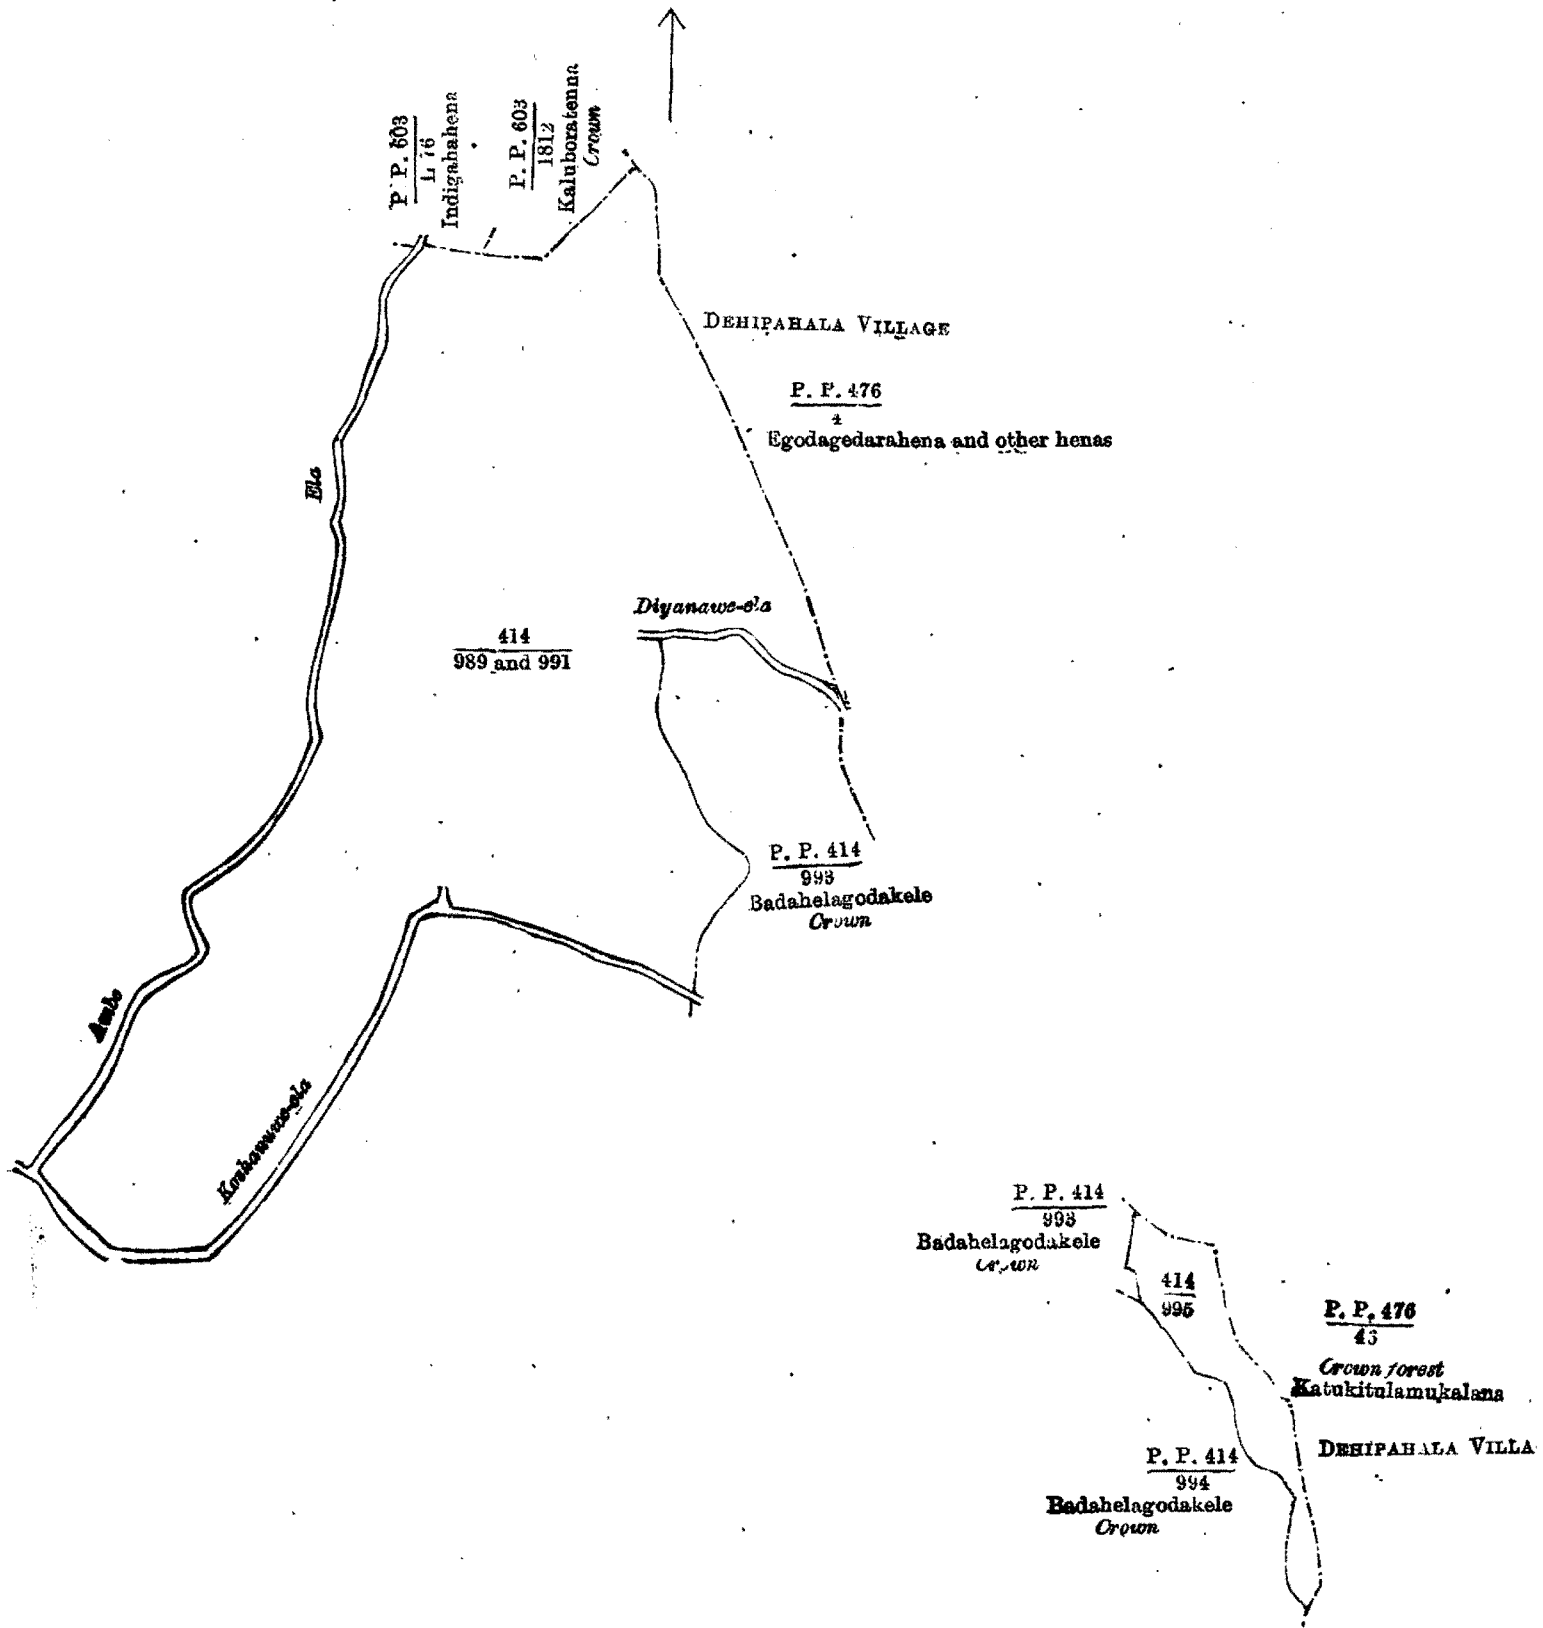 P. P. 603
Indigahahena
P. P. 603
1812
Kaluboratenna
Crown
DEHIPAHALA VILLAGE
P. P. 476
4
Egodagedarahena and other henas
Ela
Diyanawe-ela
414
989 and 991
P. P. 414
993
Badahelagodakele
Crown
Ambe
P. P. 414
993
Badahelagodakele
Crown
414
995
P. P. 476
43
Crown forest
Katukitulamukalana
DEHIPAHALA VILLA
P. P. 414
994
Badahelagodakele
Crown